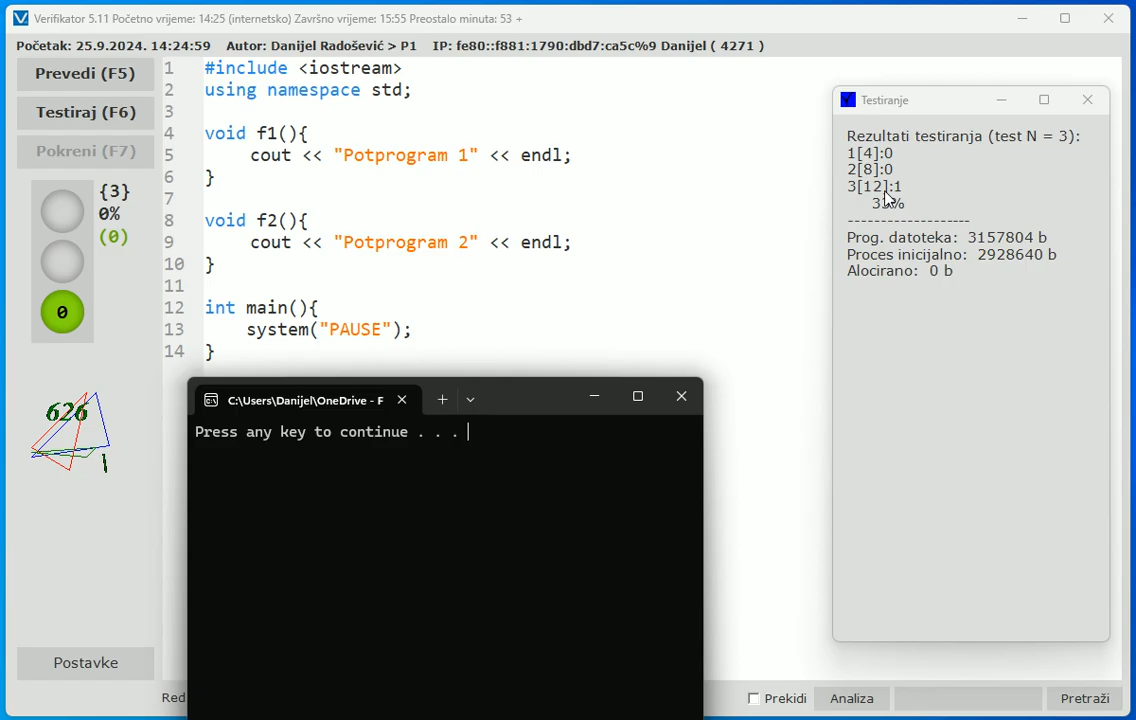 Verifikator 5.11 Početno vrijeme: 14:25 (internetsko) Završno vrijeme: 15:55 Preostalo minuta: 53 +
Početak: 25.9.2024. 14:24:59 Autor: Danijel Radošević > P1 IP: fe80::f881:1790:dbd7:ca5c%9 Danijel ( 4271 )
Prevedi (F5)
Testiraj (F6)
Pokreni (F7)
{3}
0%
(0)
0
626
1
Postavke
1 #include <iostream>
2 using namespace std;
3
4 void f1(){
5 cout << "Potprogram 1" << endl;
6 }
7
8 void f2(){
9 cout << "Potprogram 2" << endl;
10 }
11
12 int main(){
13 system("PAUSE");
14 }
C:\Users\Danijel\OneDrive - F
Press any key to continue . . .
Testiranje
Rezultati testiranja (test N = 3):
1[4]:0
2[8]:0
3[12]:1
-------------------
Prog. datoteka: 3157804 b
Proces inicijalno: 2928640 b
Alocirano: 0 b
Prekidi
Analiza
Pretraži